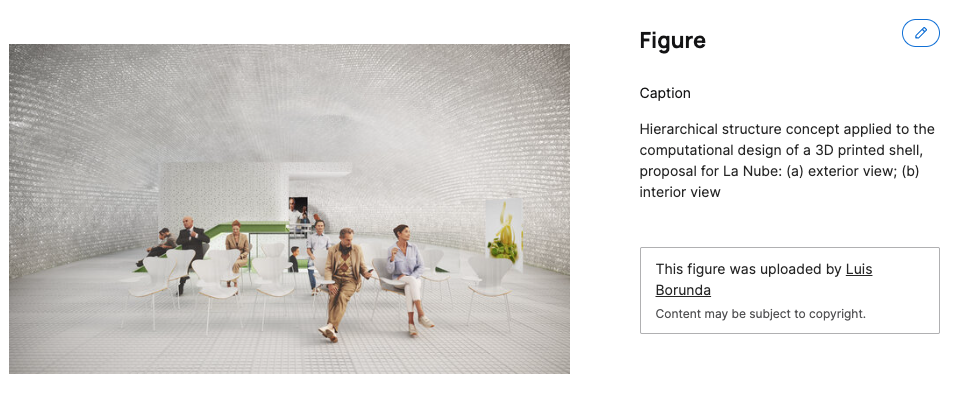 Figure
Caption
Hierarchical structure concept applied to the
computational design of a 3D printed shell,
proposal for La Nube: (a) exterior view; (b)
interior view
This figure was uploaded by Luis
Borunda
Content may be subject to copyright.